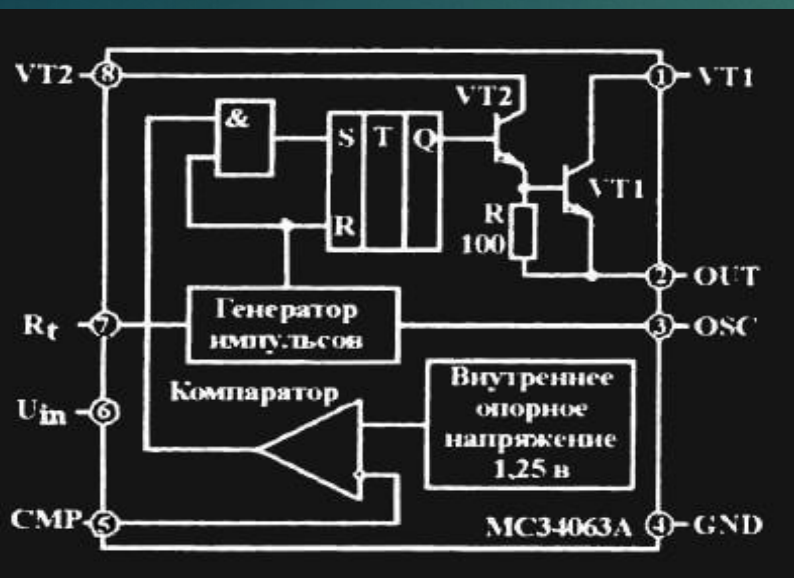 VT2 8
1 VT1
&
S T Q
R
VT2
VT1
R
100
2 OUT
Rt 7
Генератор
импульсов
3 OSC
Uin 6
Компаратор
Внутреннее
опорное
напряжение
1,25 в
CMP 5
MC34063A
4 GND